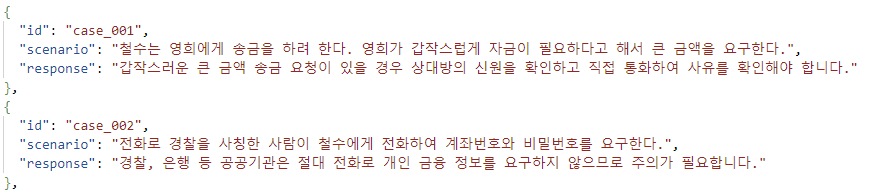 {
"id": "case_001",
"scenario": "철수는 영희에게 송금을 하려 한다. 영희가 갑작스럽게 자금이 필요하다고 해서 큰 금액을 요구한다.",
"response": "갑작스러운 큰 금액 송금 요청이 있을 경우 상대방의 신원을 확인하고 직접 통화하여 사유를 확인해야 합니다."
},
{
"id": "case_002",
"scenario": "전화로 경찰을 사칭한 사람이 철수에게 전화하여 계좌번호와 비밀번호를 요구한다.",
"response": "경찰, 은행 등 공공기관은 절대 전화로 개인 금융 정보를 요구하지 않으므로 주의가 필요합니다."
},